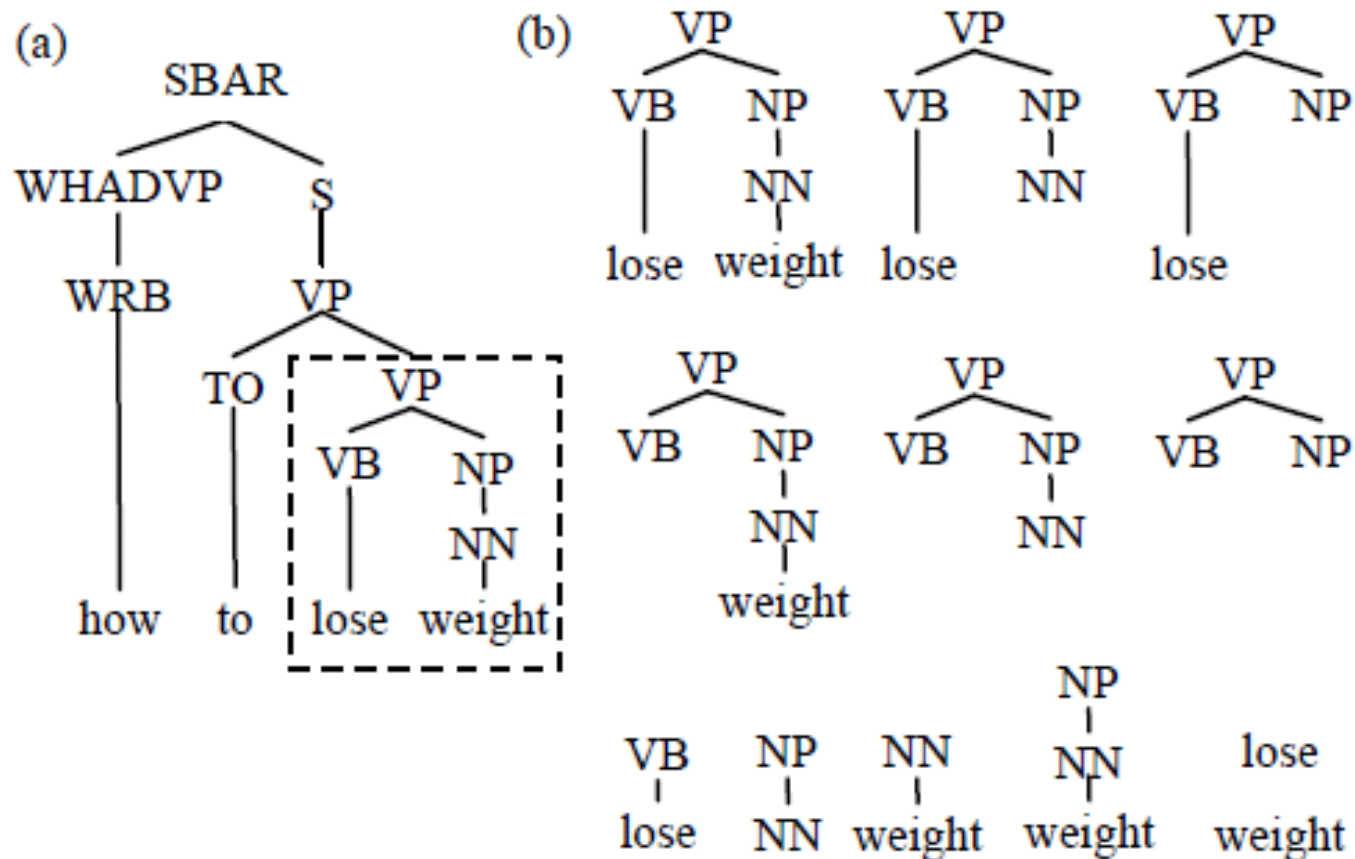 (a)
SBAR
WHADVP S
WRB VP
TO VP
VB NP
NN
how to lose weight
(b)
VP VP VP
VB NP VB NP VB NP
NN NN
lose weight lose lose
VP VP VP
VB NP VB NP VB NP
NN NN
weight
NP
VB NP NN NN lose
lose NN weight weight weight